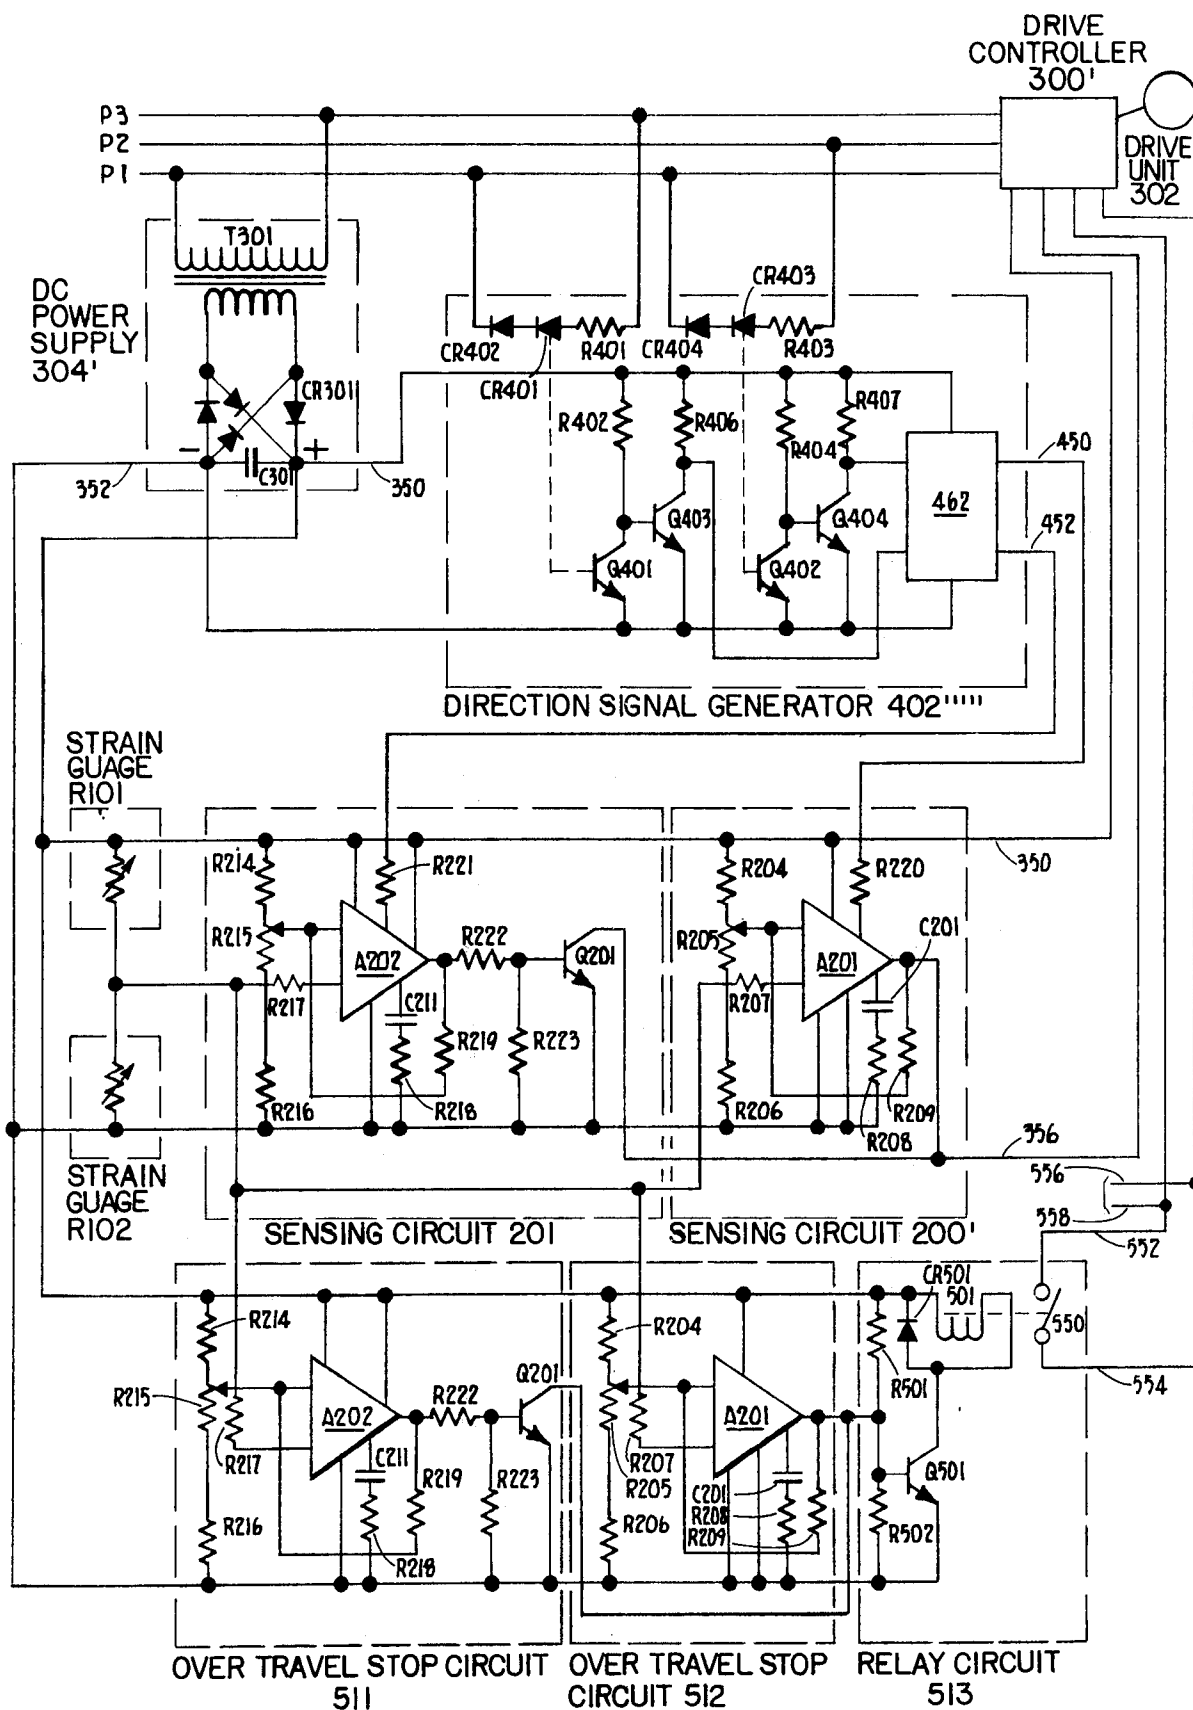 DRIVE
CONTROLLER
300'
P3
P2
P1
DRIVE
UNIT
302
T301
DC
POWER
SUPPLY
304'
CR301
C301
-
+
352
350
CR403
CR402
CR401
R401
CR404
R403
R402
R406
R404
R407
Q403
Q404
Q401
Q402
462
450
452
DIRECTION SIGNAL GENERATOR 402'''''
STRAIN
GUAGE
R101
R214
R221
R215
R222
Q201
A202
R217
C211
R219
R223
R216
R218
R204
R220
350
R205
C201
A201
R207
R206
R209
R208
356
STRAIN
GUAGE
R102
SENSING CIRCUIT 201
SENSING CIRCUIT 200'
556
558
552
R214
R204
CR501
501
550
R215
R222
Q201
R501
554
A202
A201
R217
C211
R219
R223
R207
R205
C201
Q501
R216
R218
R206
R208
R209
R502
OVER TRAVEL STOP CIRCUIT
511
OVER TRAVEL STOP
CIRCUIT 512
RELAY CIRCUIT
513